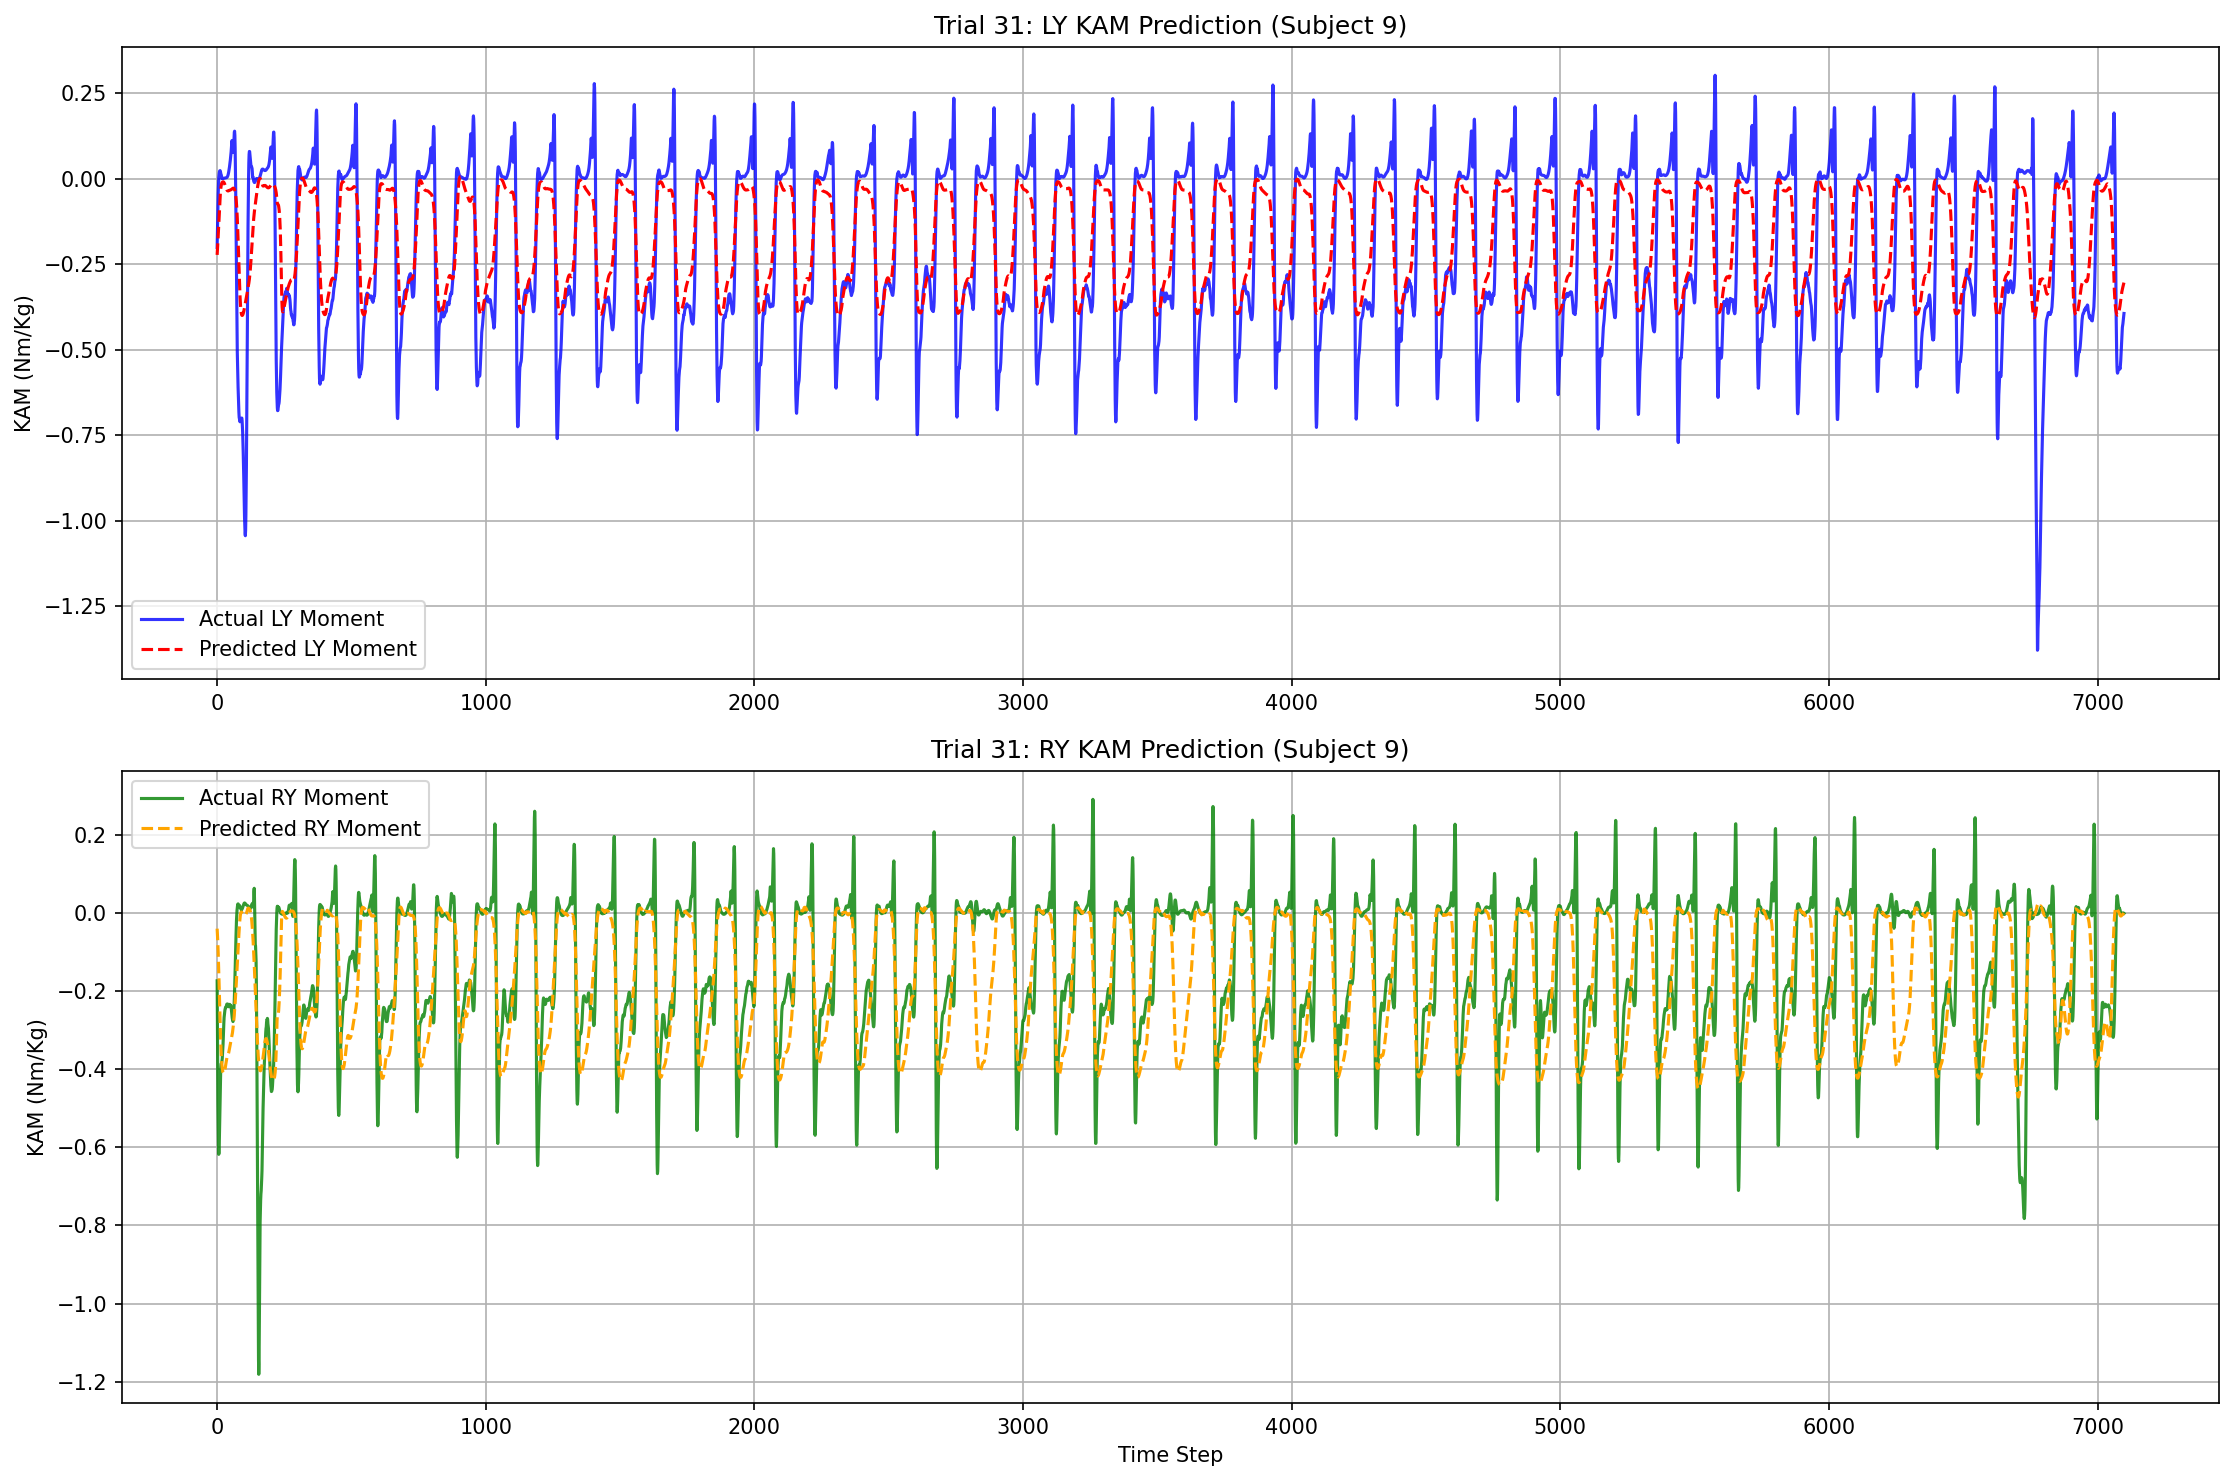 Trial 31: LY KAM Prediction (Subject 9)
KAM (Nm/Kg)
0.25
0.00
−0.25
−0.50
−0.75
−1.00
−1.25
Actual LY Moment
Predicted LY Moment
0 1000 2000 3000 4000 5000 6000 7000
Trial 31: RY KAM Prediction (Subject 9)
KAM (Nm/Kg)
Actual RY Moment
Predicted RY Moment
0.2
0.0
−0.2
−0.4
−0.6
−0.8
−1.0
−1.2
0 1000 2000 3000 4000 5000 6000 7000
Time Step